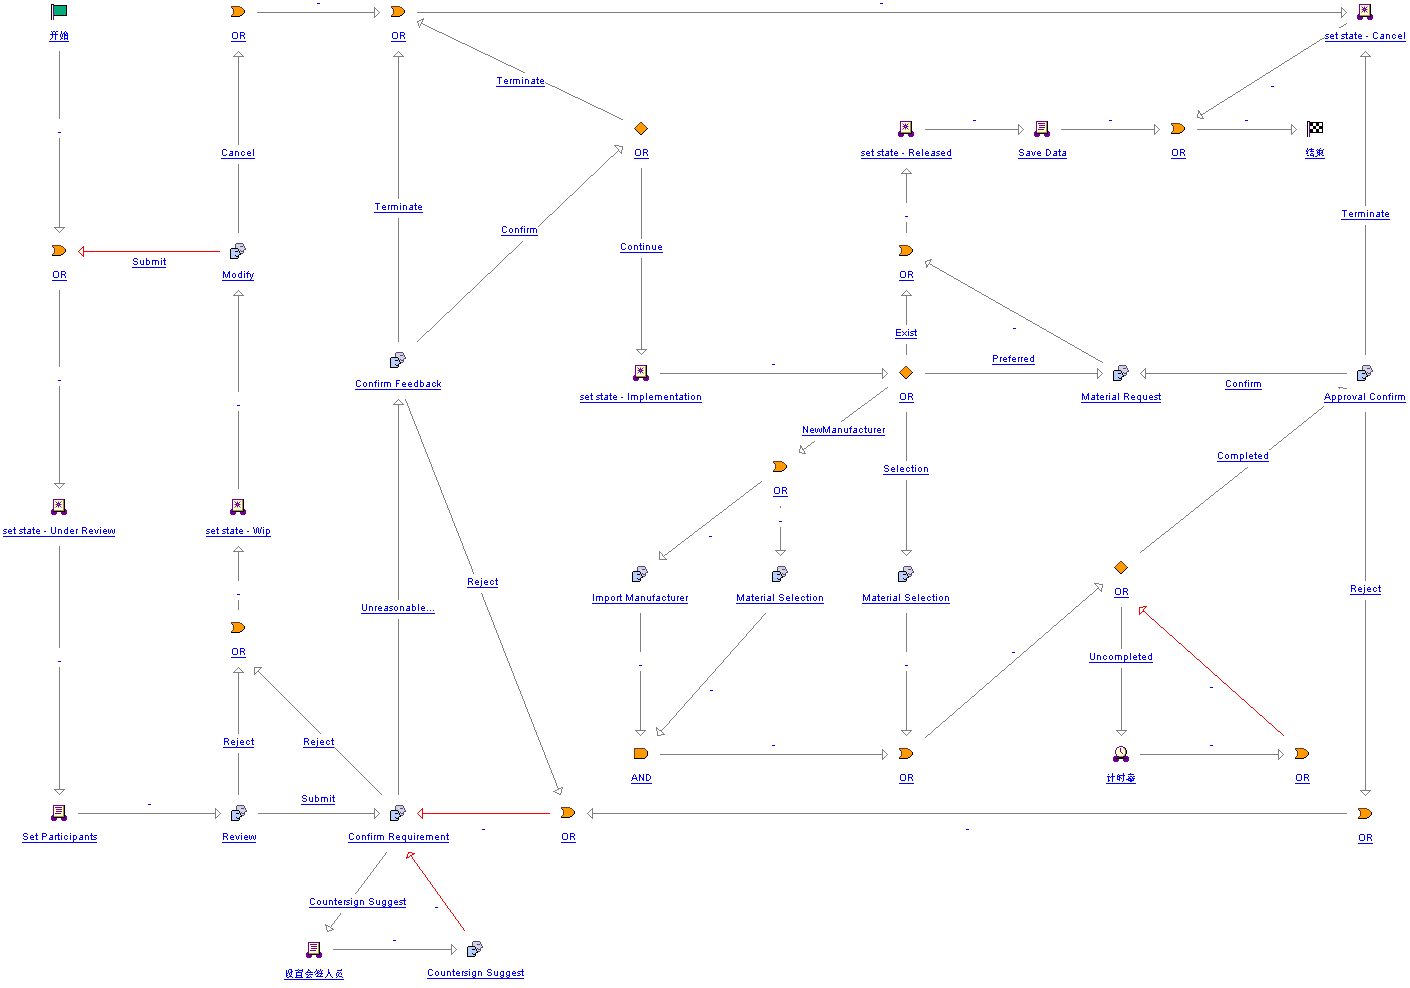 -
-
开始
OR
OR
set state - Cancel
Terminate
-
-
-
-
Cancel
OR
set state - Released
Save Data
OR
结束
Terminate
Terminate
-
Confirm
Continue
Submit
OR
Modify
OR
Exist
-
Preferred
-
-
Confirm Feedback
Confirm
set state - Implementation
OR
Material Request
Approval Confirm
-
NewManufacturer
Completed
Selection
OR
-
-
set state - Under Review
set state - Wip
Reject
Reject
OR
-
Import Manufacturer
Material Selection
Material Selection
Unreasonable...
OR
-
Uncompleted
-
-
-
-
-
Reject
Reject
-
-
AND
OR
计时器
OR
Submit
-
-
-
Set Participants
Review
Confirm Requirement
OR
OR
Countersign Suggest
-
-
设置会签人员
Countersign Suggest